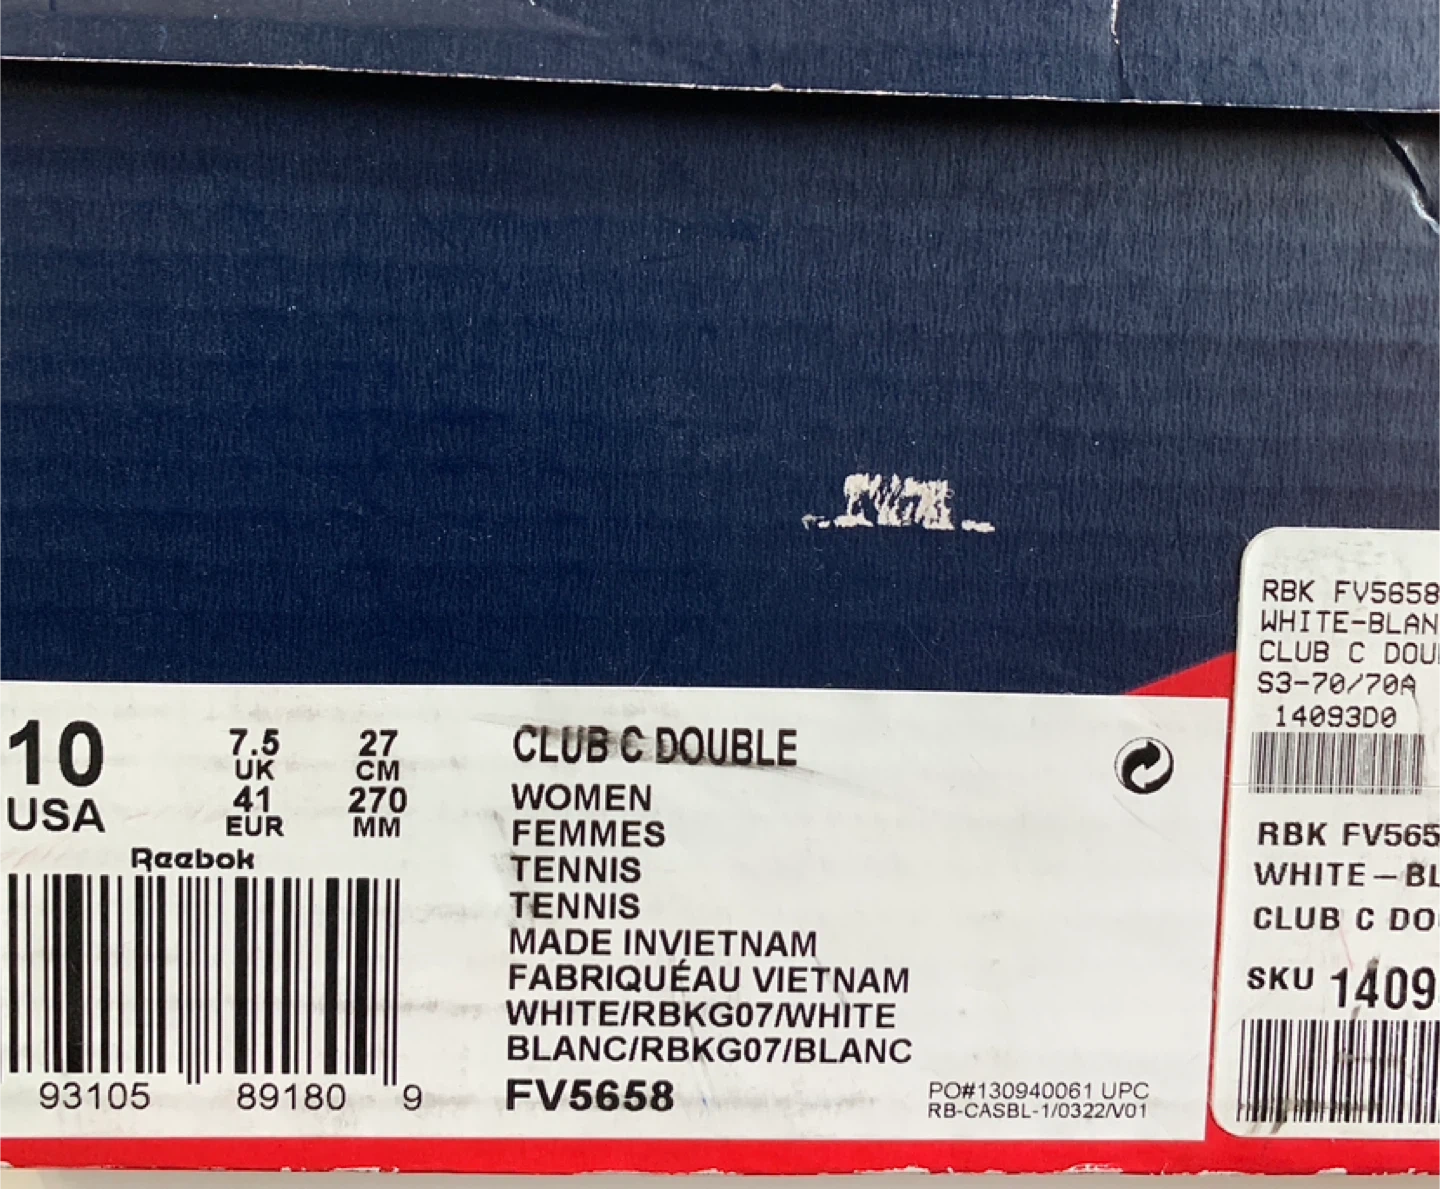 10
USA
7.5
UK
41
EUR
27
CM
270
MM
Reebok
93105 89180 9
CLUB C DOUBLE
WOMEN
FEMMES
TENNIS
TENNIS
MADE INVIETNAM
FABRIQUÉAU VIETNAM
WHITE/RBKG07/WHITE
BLANC/RBKG07/BLANC
FV5658
PO#130940061 UPC
RB-CASBL-1/0322/V01
RBK FV5658
WHITE-BLAN
CLUB C DOU
S3-70/70A
14093D0
RBK FV565
WHITE-BL
CLUB C DO
SKU 1409